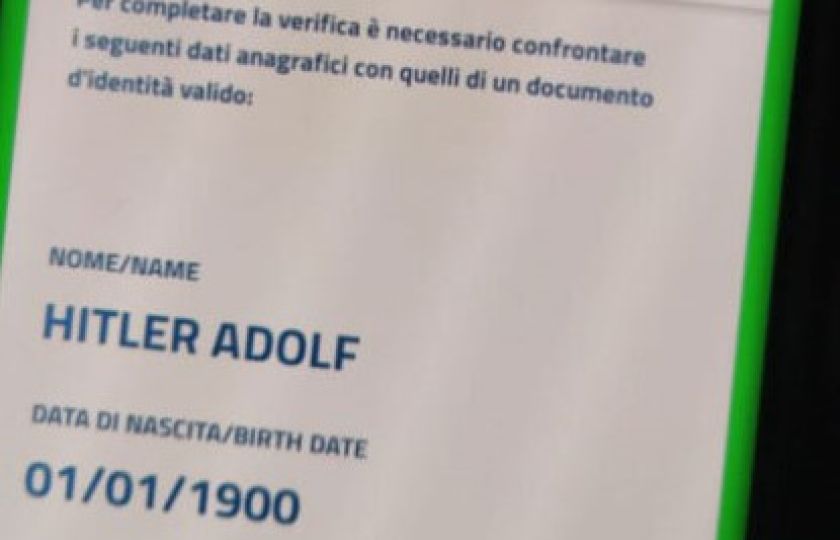 Per completare la verifica è necessario confrontare
i seguenti dati anagrafici con quelli di un documento
d'identità valido:
NOME/NAME
HITLER ADOLF
DATA DI NASCITA/BIRTH DATE
01/01/1900